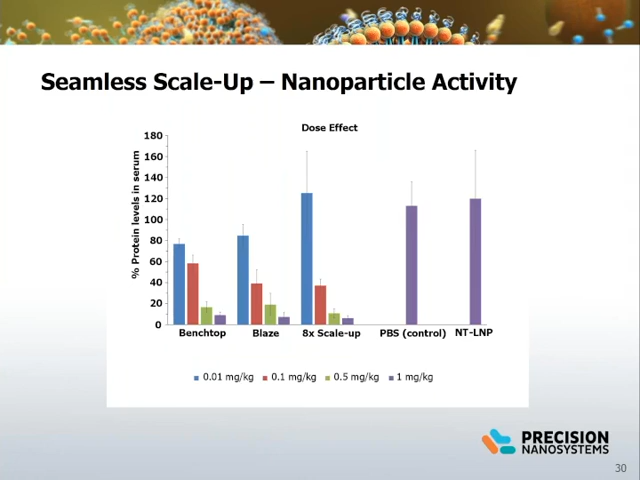 Seamless Scale-Up – Nanoparticle Activity
Dose Effect
% Protein levels in serum
180
160
140
120
100
80
60
40
20
0
Benchtop Blaze 8x Scale-up PBS (control) NT-LNP
0.01 mg/kg 0.1 mg/kg 0.5 mg/kg 1 mg/kg
PRECISION
NANOSYSTEMS
30